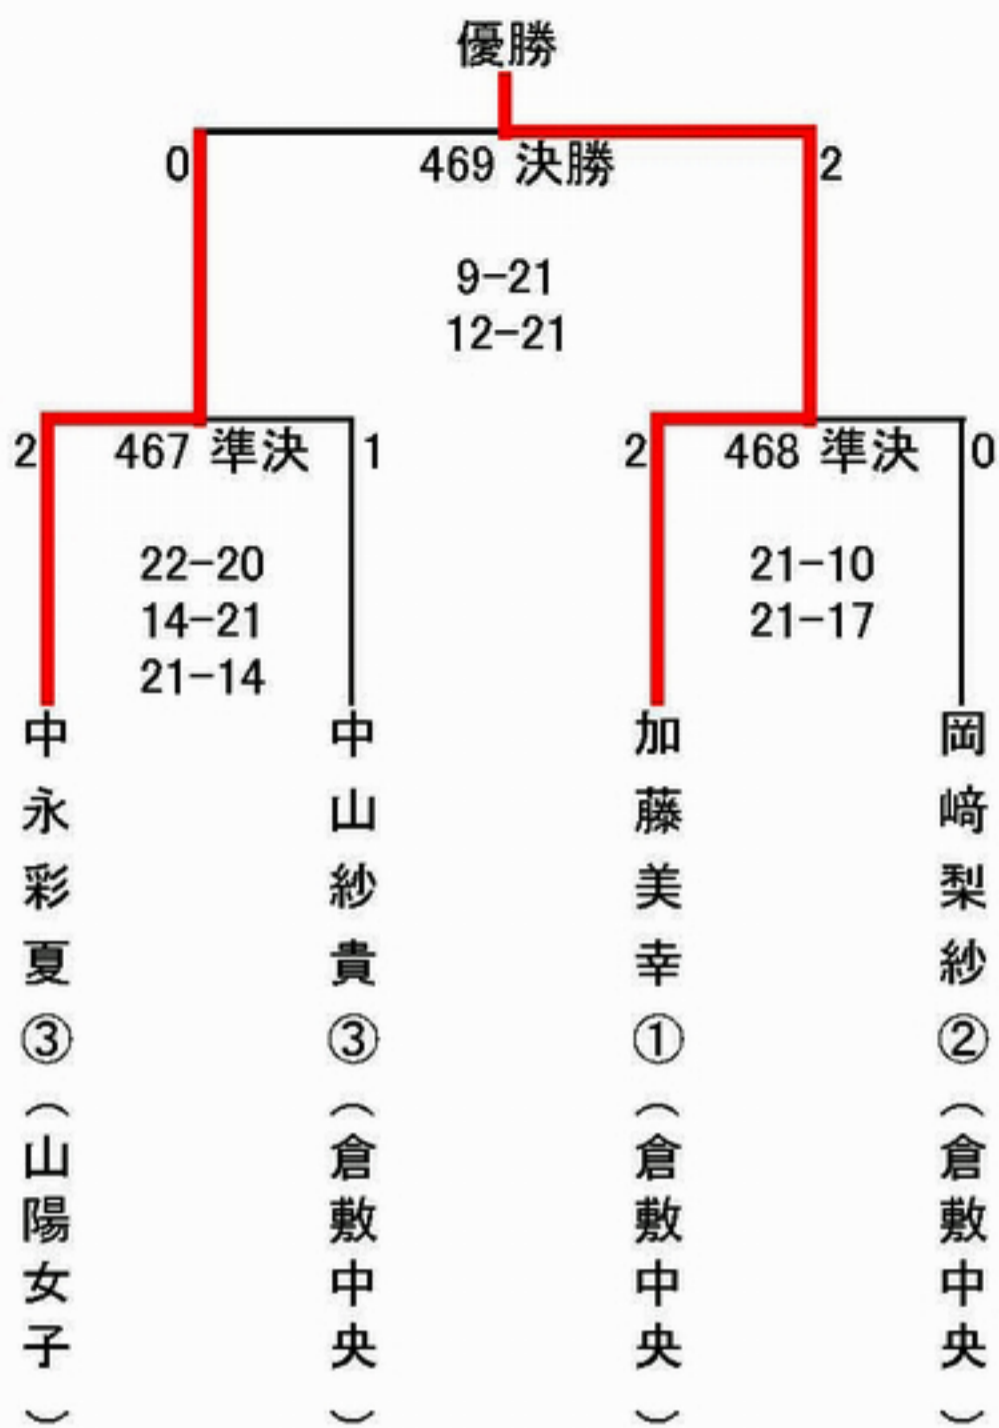 優勝
0
469 決勝
2
9-21
12-21
2
467 準決
1
2
468 準決
0
22-20
14-21
21-14
21-10
21-17
中永彩夏③(山陽女子)
中山紗貴③(倉敷中央)
加藤美幸①(倉敷中央)
岡﨑梨紗②(倉敷中央)